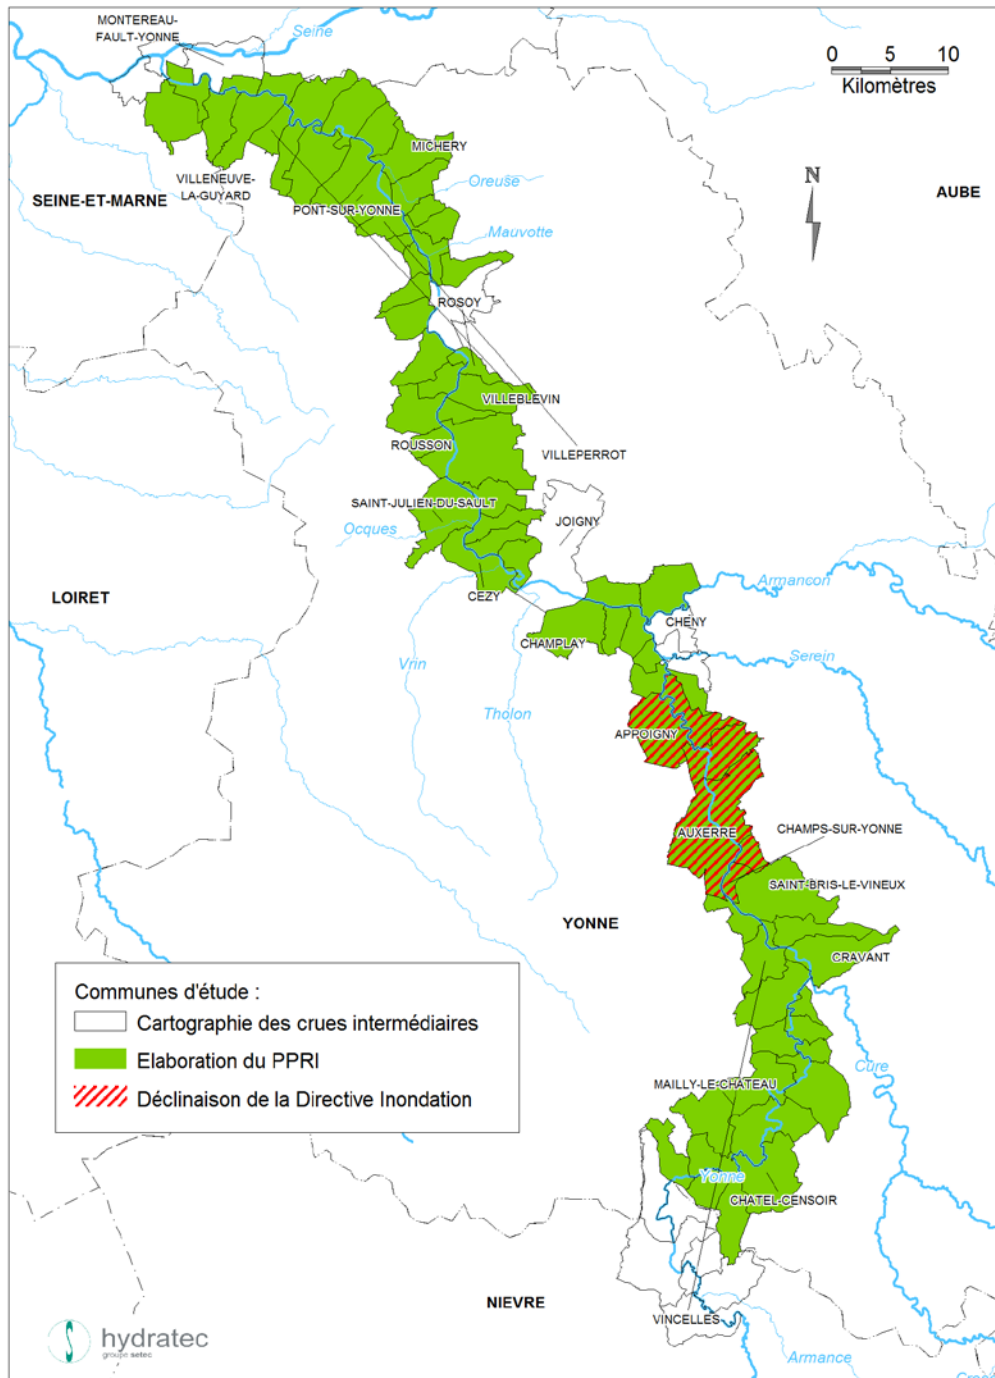 MONTEREAU-
FAULT-YONNE
Seine
0 5 10
Kilomètres
MICHERY
N
VILLENEUVE-
LA-GUYARD
SEINE-ET-MARNE
Oreuse
AUBE
PONT-SUR-YONNE
Mauvotte
ROSOY
VILLEBLEVIN
ROUSSON
VILLEPERROT
SAINT-JULIEN-DU-SAULT
JOIGNY
Ocques
LOIRET
CEZY
Armancon
CHENY
CHAMPLAY
Vrin
Serein
Tholon
APPOIGNY
AUXERRE
CHAMPS-SUR-YONNE
SAINT-BRIS-LE-VINEUX
YONNE
CRAVANT
Communes d'étude :
Cartographie des crues intermédiaires
Elaboration du PPRI
Déclinaison de la Directive Inondation
Cure
MAILLY-LE-CHATEAU
Yonne
CHATEL-CENSOIR
NIEVRE
VINCELLES
hydratec
groupe setec
Armance